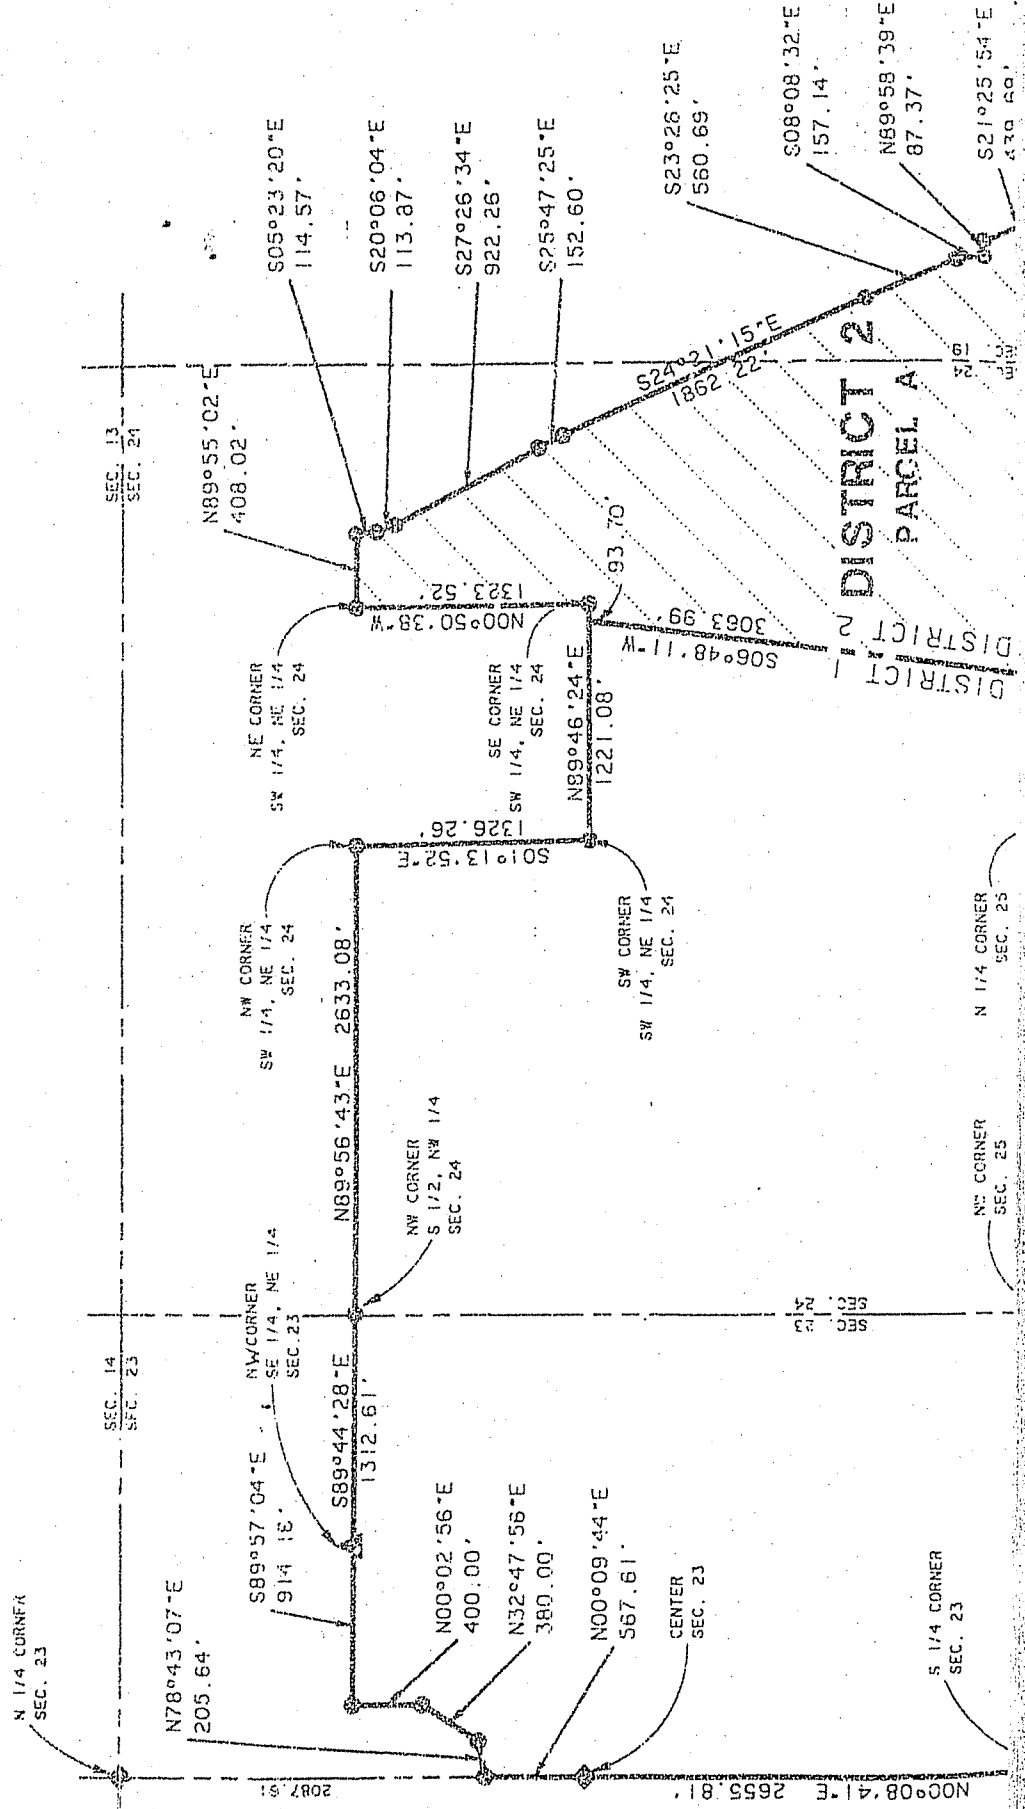 N 1/4 CORNER
SEC. 23
SEC. 14
SEC. 23
SEC. 13
SEC. 24
N78°43'07"E
205.64'
S89°57'04"E
914.16'
NW CORNER
SE 1/4, NE 1/4
SEC. 23
S89°44'28"E
1312.61'
N00°02'56"E
400.00'
N32°47'56"E
380.00'
N00°09'44"E
567.61'
CENTER
SEC. 23
2087.61
N00°08'41"E 2655.81'
S 1/4 CORNER
SEC. 23
N89°56'43"E 2633.08'
NW CORNER
S 1/2, NW 1/4
SEC. 24
NW CORNER
SW 1/4, NE 1/4
SEC. 24
SEC. 24
SEC. 23
S01°13'52"E
1326.26'
SW CORNER
SW 1/4, NE 1/4
SEC. 24
N89°46'24"E
1221.08'
SE CORNER
SW 1/4, NE 1/4
SEC. 24
NE CORNER
SW 1/4, NE 1/4
SEC. 24
N00°50'38"W
1323.52'
N89°55'02"E
408.02'
S05°23'20"E
114.57'
S20°06'04"E
113.87'
S27°26'34"E
922.26'
S25°47'25"E
152.60'
S24°21'15"E
1862.22'
S23°26'25"E
560.69'
S08°08'32"E
157.14'
N89°58'39"E
87.37'
S21°25'54"E
93.70'
S06°48'11"W
3063.99'
DISTRICT 1
DISTRICT 2
DISTRICT 2
PARCEL A
24
19
NW CORNER
SEC. 25
N 1/4 CORNER
SEC. 25